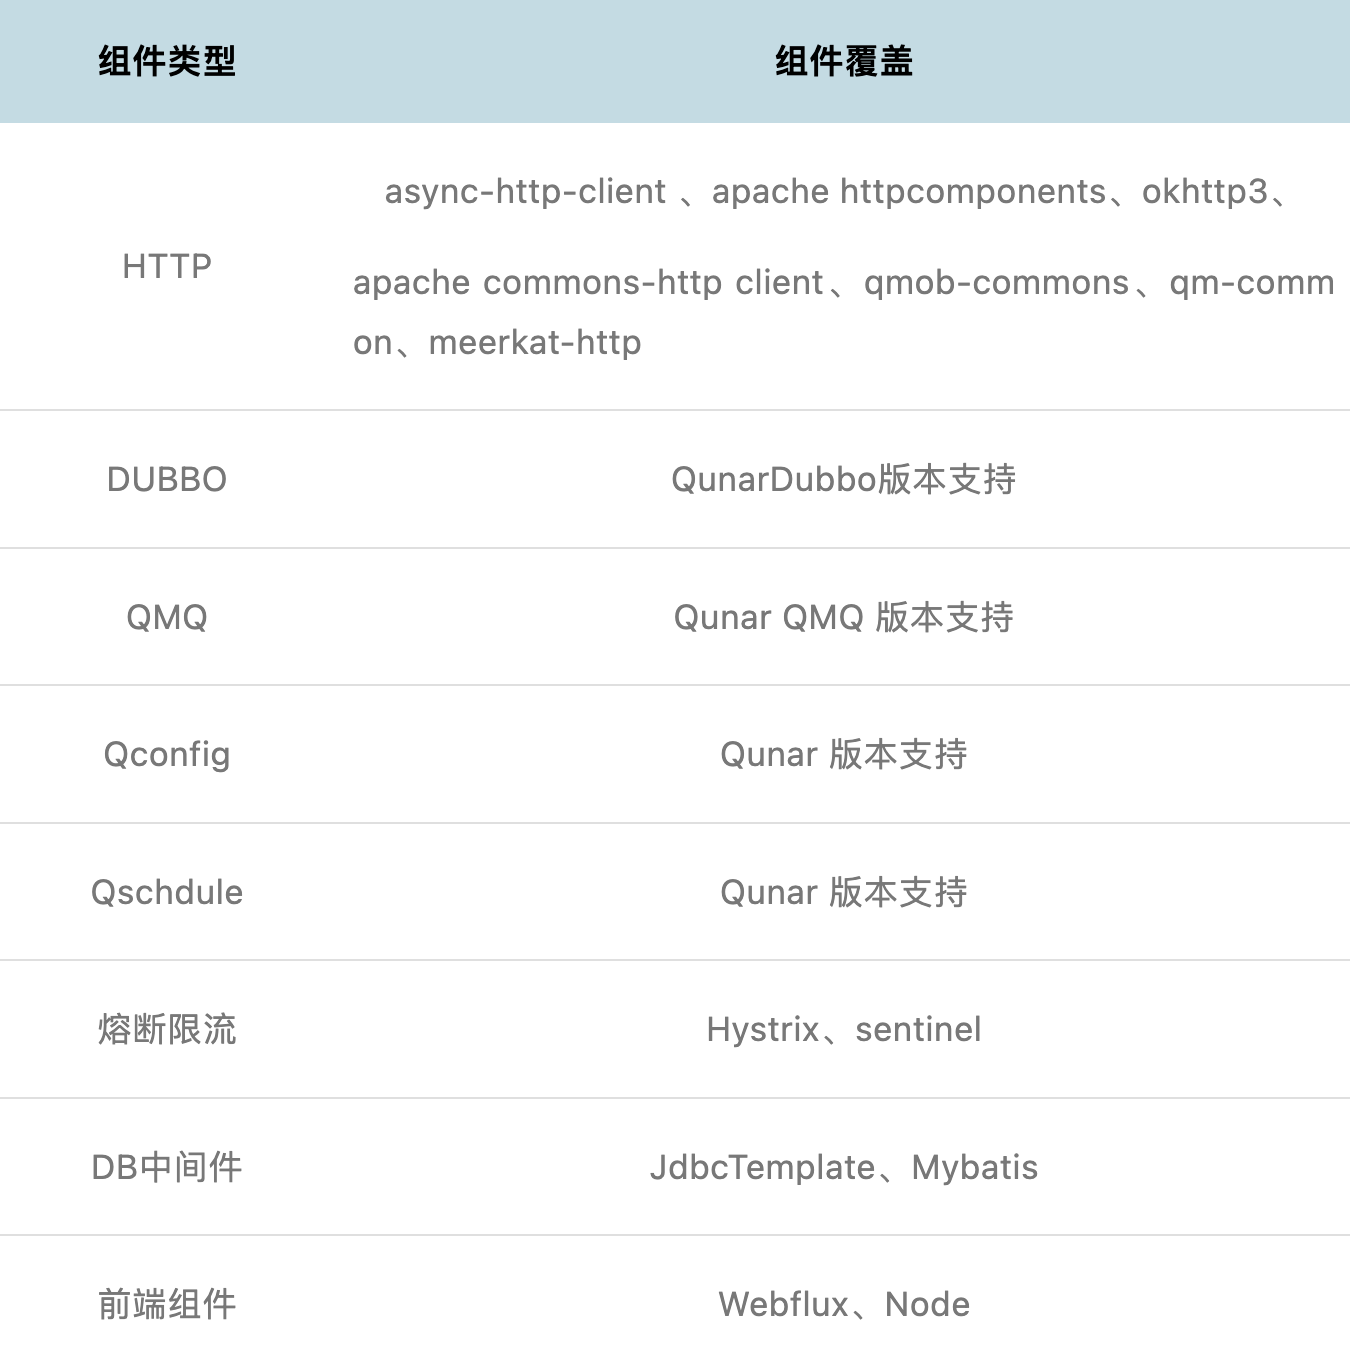 组件类型 组件覆盖
async-http-client 、apache httpcomponents、okhttp3、
HTTP
apache commons-http client、qmob-commons、qm-comm
on、meerkat-http
DUBBO QunarDubbo版本支持
QMQ Qunar QMQ 版本支持
Qconfig Qunar 版本支持
Qschdule Qunar 版本支持
熔断限流 Hystrix、sentinel
DB中间件 JdbcTemplate、Mybatis
前端组件 Webflux、Node